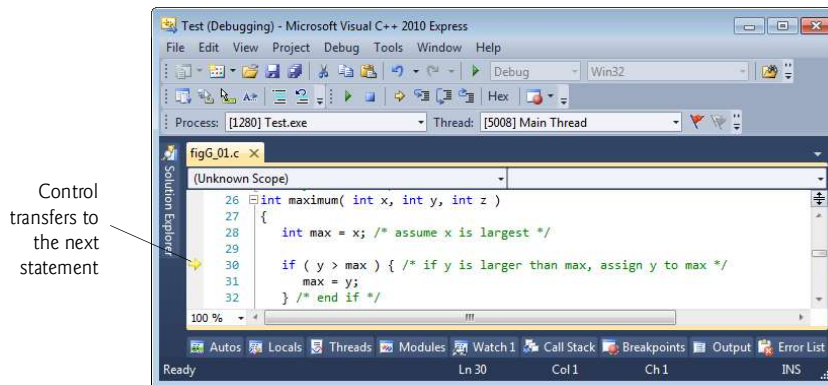 Test (Debugging) - Microsoft Visual C++ 2010 Express
File Edit View Project Debug Tools Window Help
Debug Win32
Hex
Process: [1280] Test.exe Thread: [5008] Main Thread
Solution Explorer
figG_01.c
(Unknown Scope)
26 int maximum( int x, int y, int z )
27 {
28 int max = x; /* assume x is largest */
29
30 if ( y > max ) { /* if y is larger than max, assign y to max */
31 max = y;
32 } /* end if */
100 %
Autos Locals Threads Modules Watch 1 Call Stack Breakpoints Output Error List
Ready Ln 30 Col 1 Ch 1 INS
Control
transfers to
the next
statement